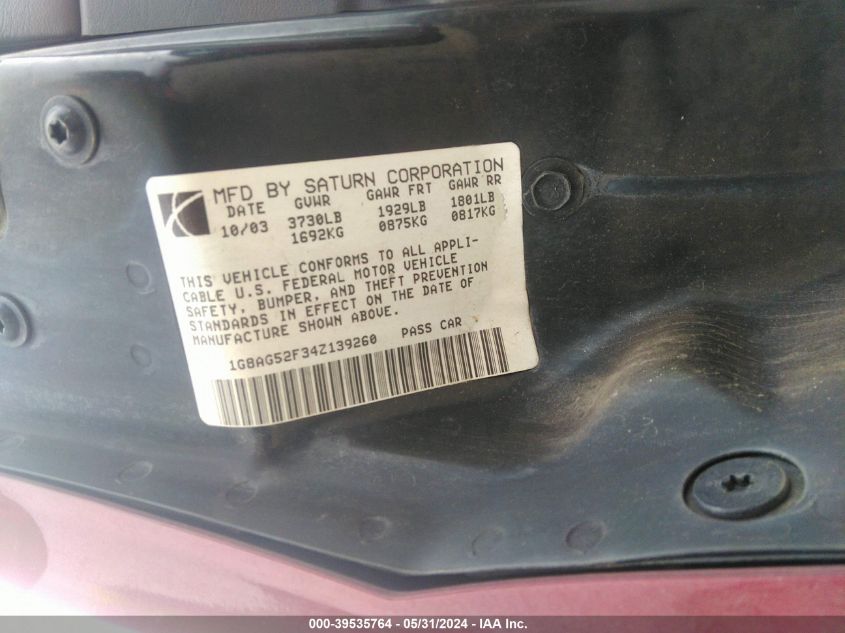 MFD BY SATURN CORPORATION
DATE GVWR GAWR FRT GAWR RR
10/03 3730LB 1929LB 1801LB
1692KG 0875KG 0817KG
THIS VEHICLE CONFORMS TO ALL APPLI-
CABLE U.S. FEDERAL MOTOR VEHICLE
SAFETY, BUMPER, AND THEFT PREVENTION
STANDARDS IN EFFECT ON THE DATE OF
MANUFACTURE SHOWN ABOVE.
1G8AG52F34Z139260 PASS CAR
000-39535764 / 05/31/2024 - IAA Inc.